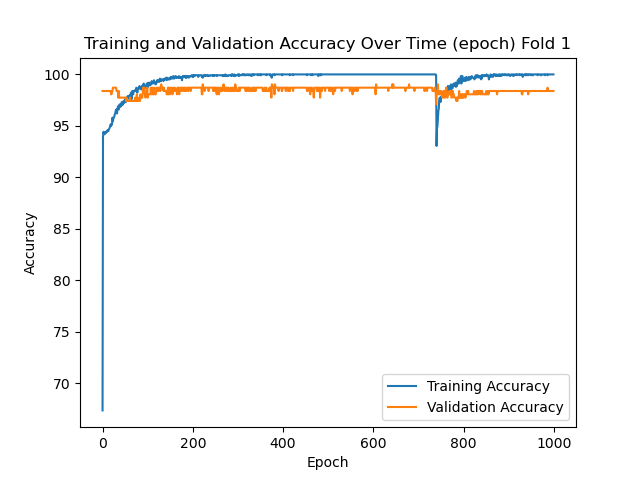 Training and Validation Accuracy Over Time (epoch) Fold 1
100
95
90
85
80
75
70
Accuracy
0
200
400
600
800
1000
Epoch
Training Accuracy
Validation Accuracy